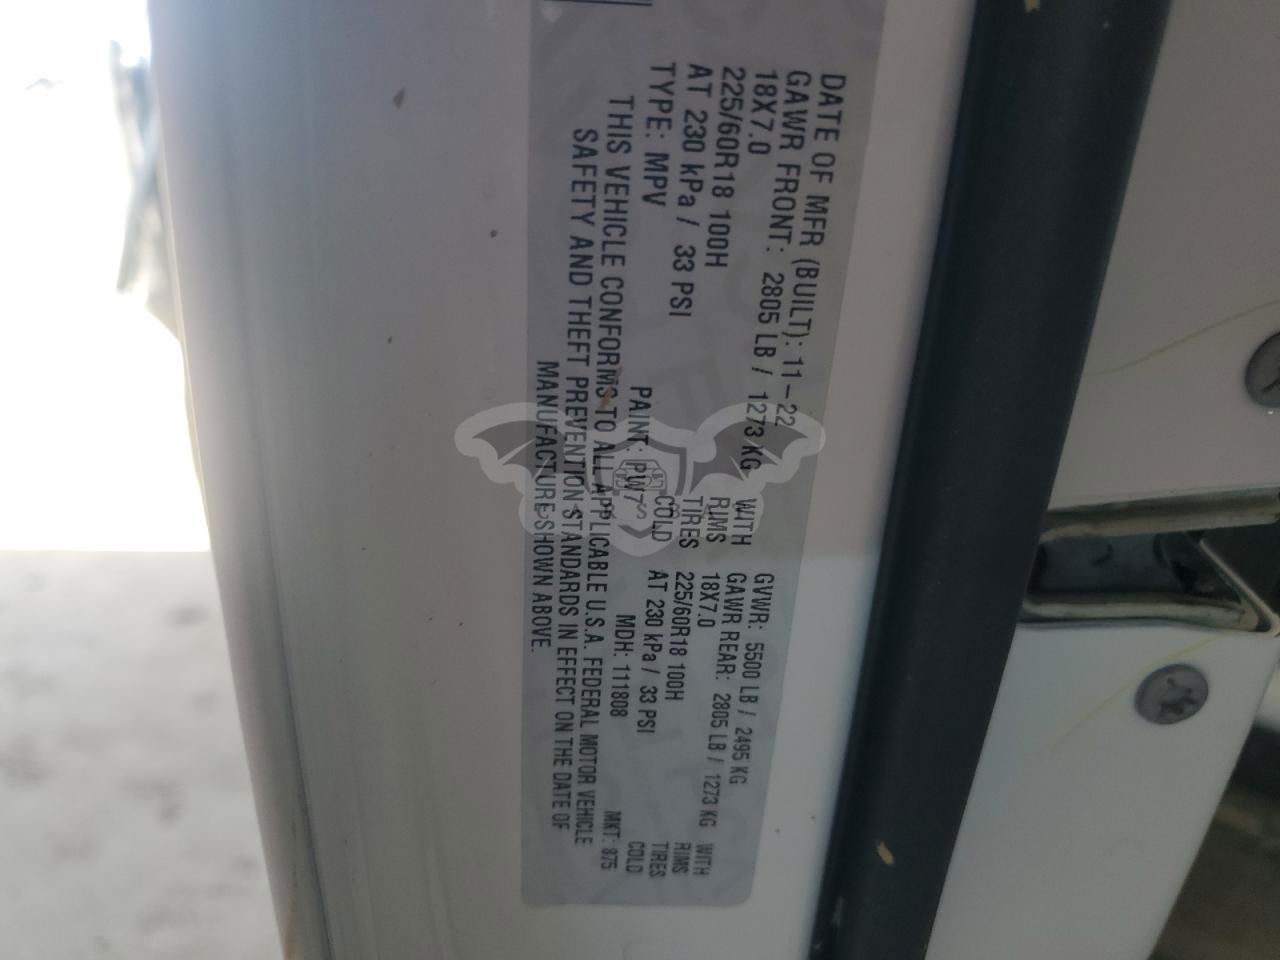 DATE OF MFR (BUILT): 11-22 GVWR: 5500 LB / 2495 KG
GAWR FRONT: 2805 LB / 1273 KG WITH GAWR REAR: 2805 LB / 1273 KG WITH
18X7.0 RIMS 18X7.0 RIMS
225/60R18 100H TIRES 225/60R18 100H TIRES
AT 230 kPa / 33 PSI COLD AT 230 kPa / 33 PSI COLD
TYPE: MPV PAINT: PW7 MDH: 111808 MKT: 875
THIS VEHICLE CONFORMS TO ALL APPLICABLE U.S.A. FEDERAL MOTOR VEHICLE
SAFETY AND THEFT PREVENTION STANDARDS IN EFFECT ON THE DATE OF
MANUFACTURE SHOWN ABOVE.